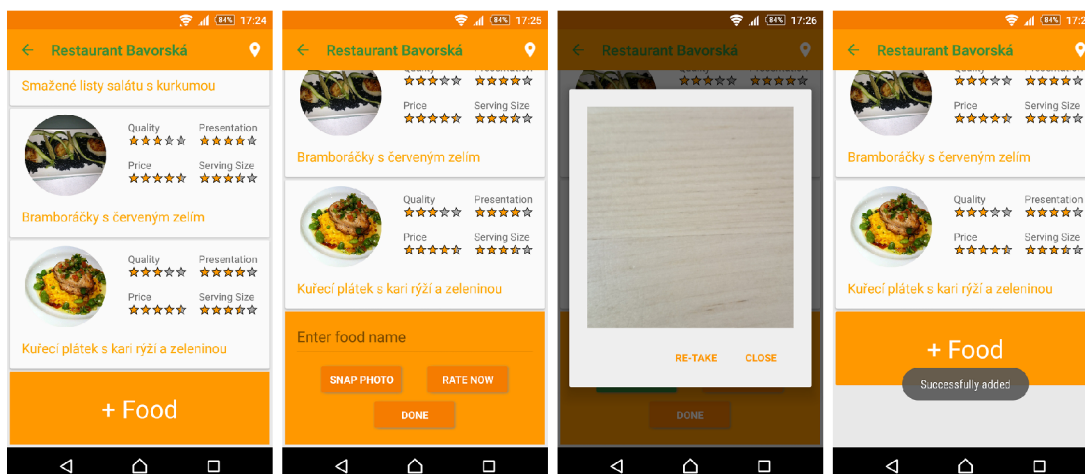 84% 17:24
Restaurant Bavorská
Smažené listy salátu s kurkumou
Quality Presentation
Price Serving Size
Bramboráčky s červeným zelím
Quality Presentation
Price Serving Size
Kuřecí plátek s kari rýží a zeleninou
+ Food
84% 17:25
Restaurant Bavorská
Price Serving Size
Bramboráčky s červeným zelím
Quality Presentation
Price Serving Size
Kuřecí plátek s kari rýží a zeleninou
Enter food name
SNAP PHOTO RATE NOW
DONE
84% 17:26
Restaurant Bavorská
RE-TAKE CLOSE
DONE
84%
Restaurant Bavorská
Price Serving Size
Bramboráčky s červeným zelím
Quality Presentation
Price Serving Size
Kuřecí plátek s kari rýží a zeleninou
+ Food
Successfully added